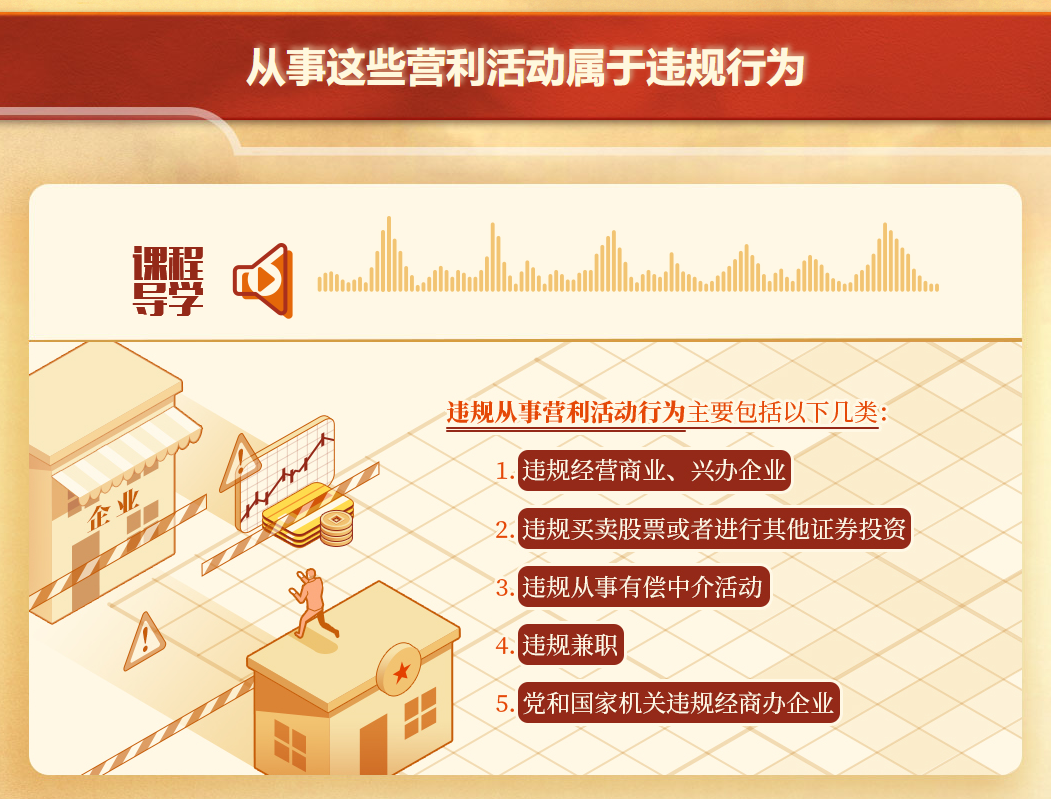 从事这些营利活动属于违规行为
课程
导学
违规从事营利活动行为主要包括以下几类：
1. 违规经营商业、兴办企业
2. 违规买卖股票或者进行其他证券投资
3. 违规从事有偿中介活动
4. 违规兼职
5. 党和国家机关违规经商办企业
企业